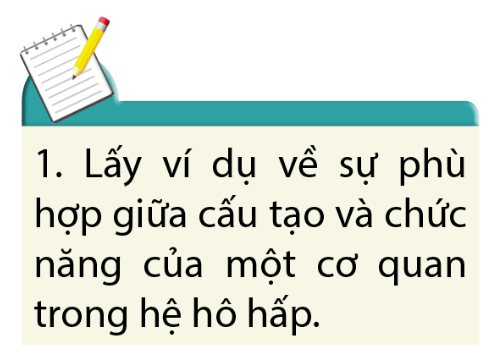 1. Lấy ví dụ về sự phù
hợp giữa cấu tạo và chức
năng của một cơ quan
trong hệ hô hấp.